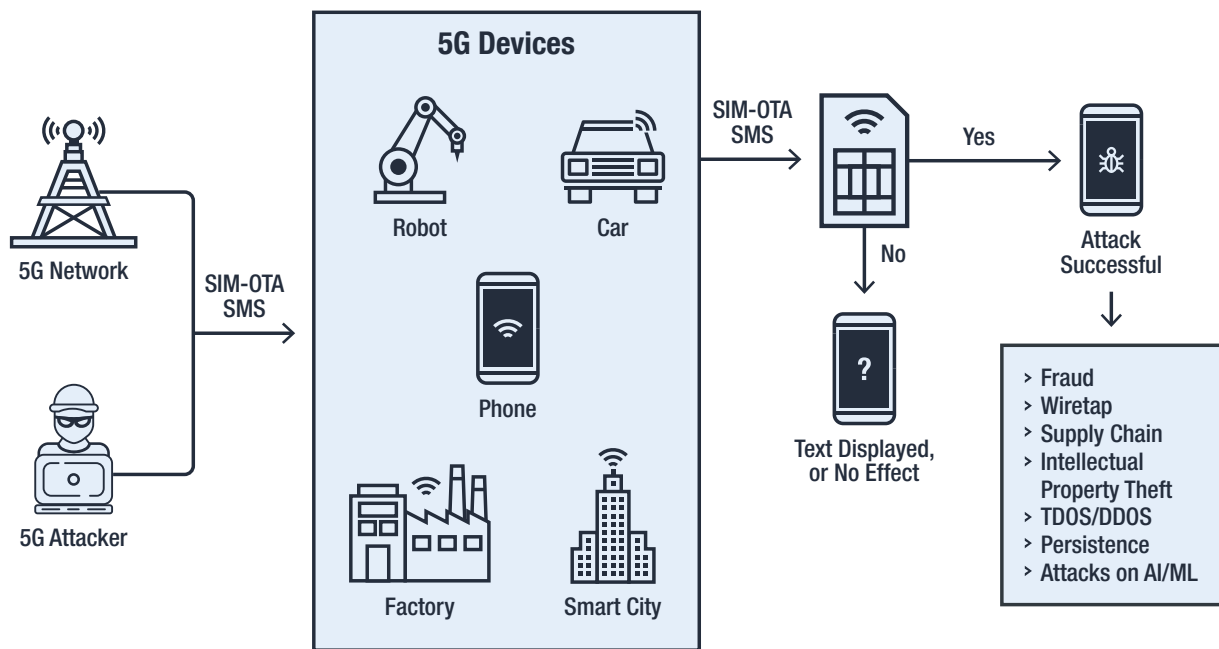 5G Network
5G Attacker
SIM-OTA
SMS
5G Devices
Robot
Car
Phone
Factory
Smart City
SIM-OTA
SMS
Yes
No
?
Text Displayed,
or No Effect
Attack
Successful
> Fraud
> Wiretap
> Supply Chain
> Intellectual
Property Theft
> TDOS/DDOS
> Persistence
> Attacks on AI/ML